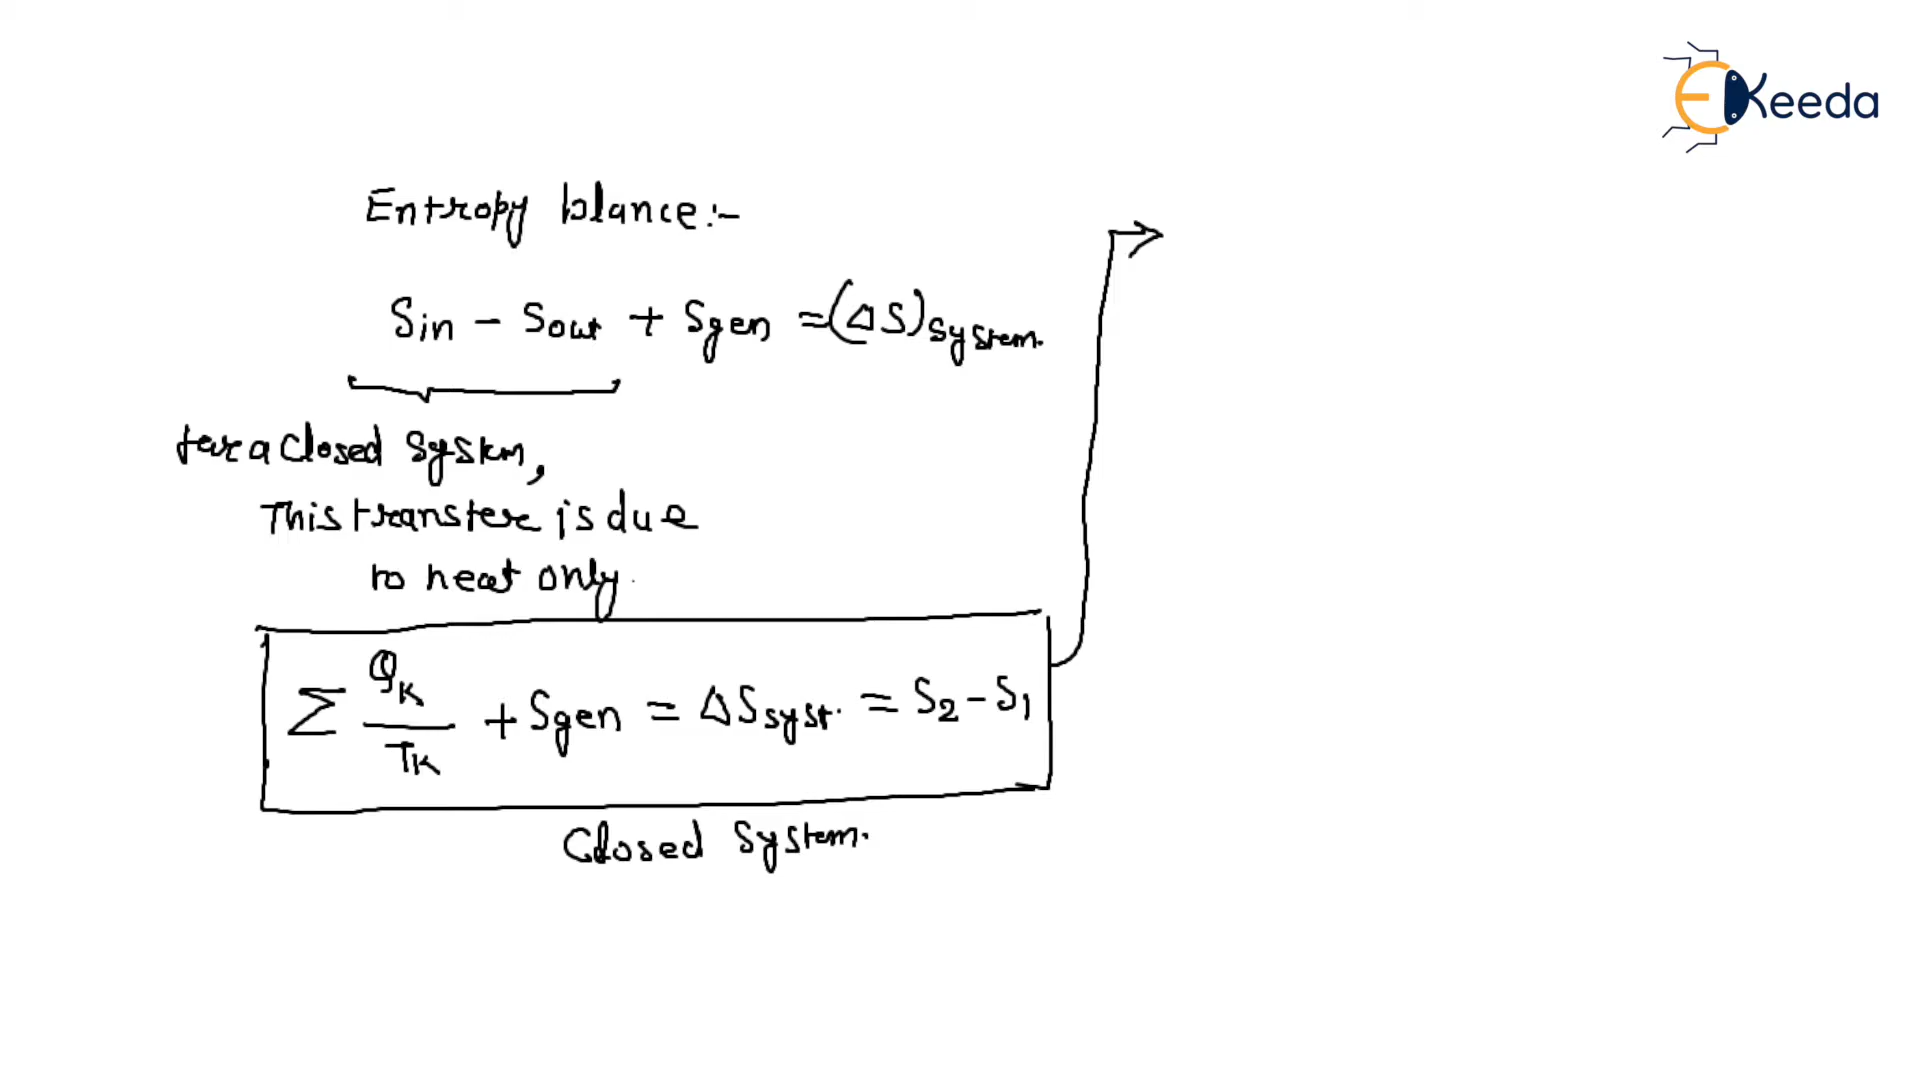 EKeeda
Entropy blance:-
Sin - Sout + Sgen = (ΔS)system.
for a closed system,
This transfer is due
to heat only.
Σ QK/TK + Sgen = ΔSsyst. = S2 - S1
Closed system.